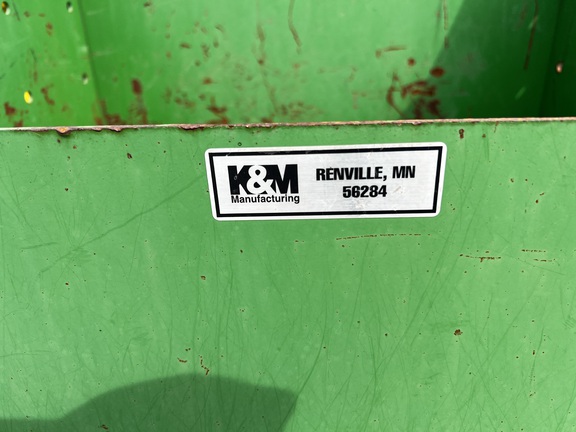 K&M
Manufacturing
RENVILLE, MN
56284